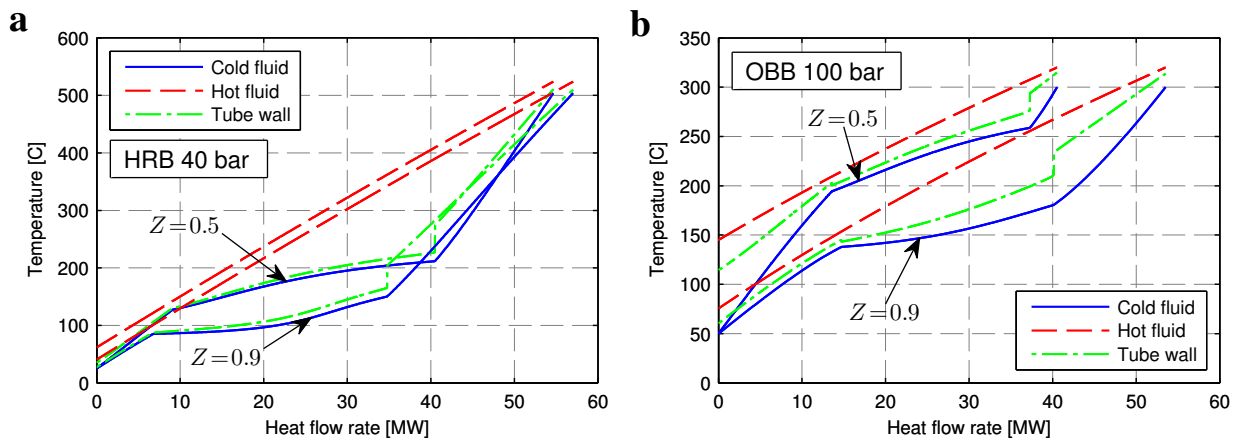 a
600
500
400
300
200
100
0
0 10 20 30 40 50 60
Temperature [C]
Heat flow rate [MW]
Cold fluid
Hot fluid
Tube wall
HRB 40 bar
Z=0.5
Z=0.9
b
350
300
250
200
150
100
50
0
0 10 20 30 40 50 60
Temperature [C]
Heat flow rate [MW]
OBB 100 bar
Z=0.5
Z=0.9
Cold fluid
Hot fluid
Tube wall